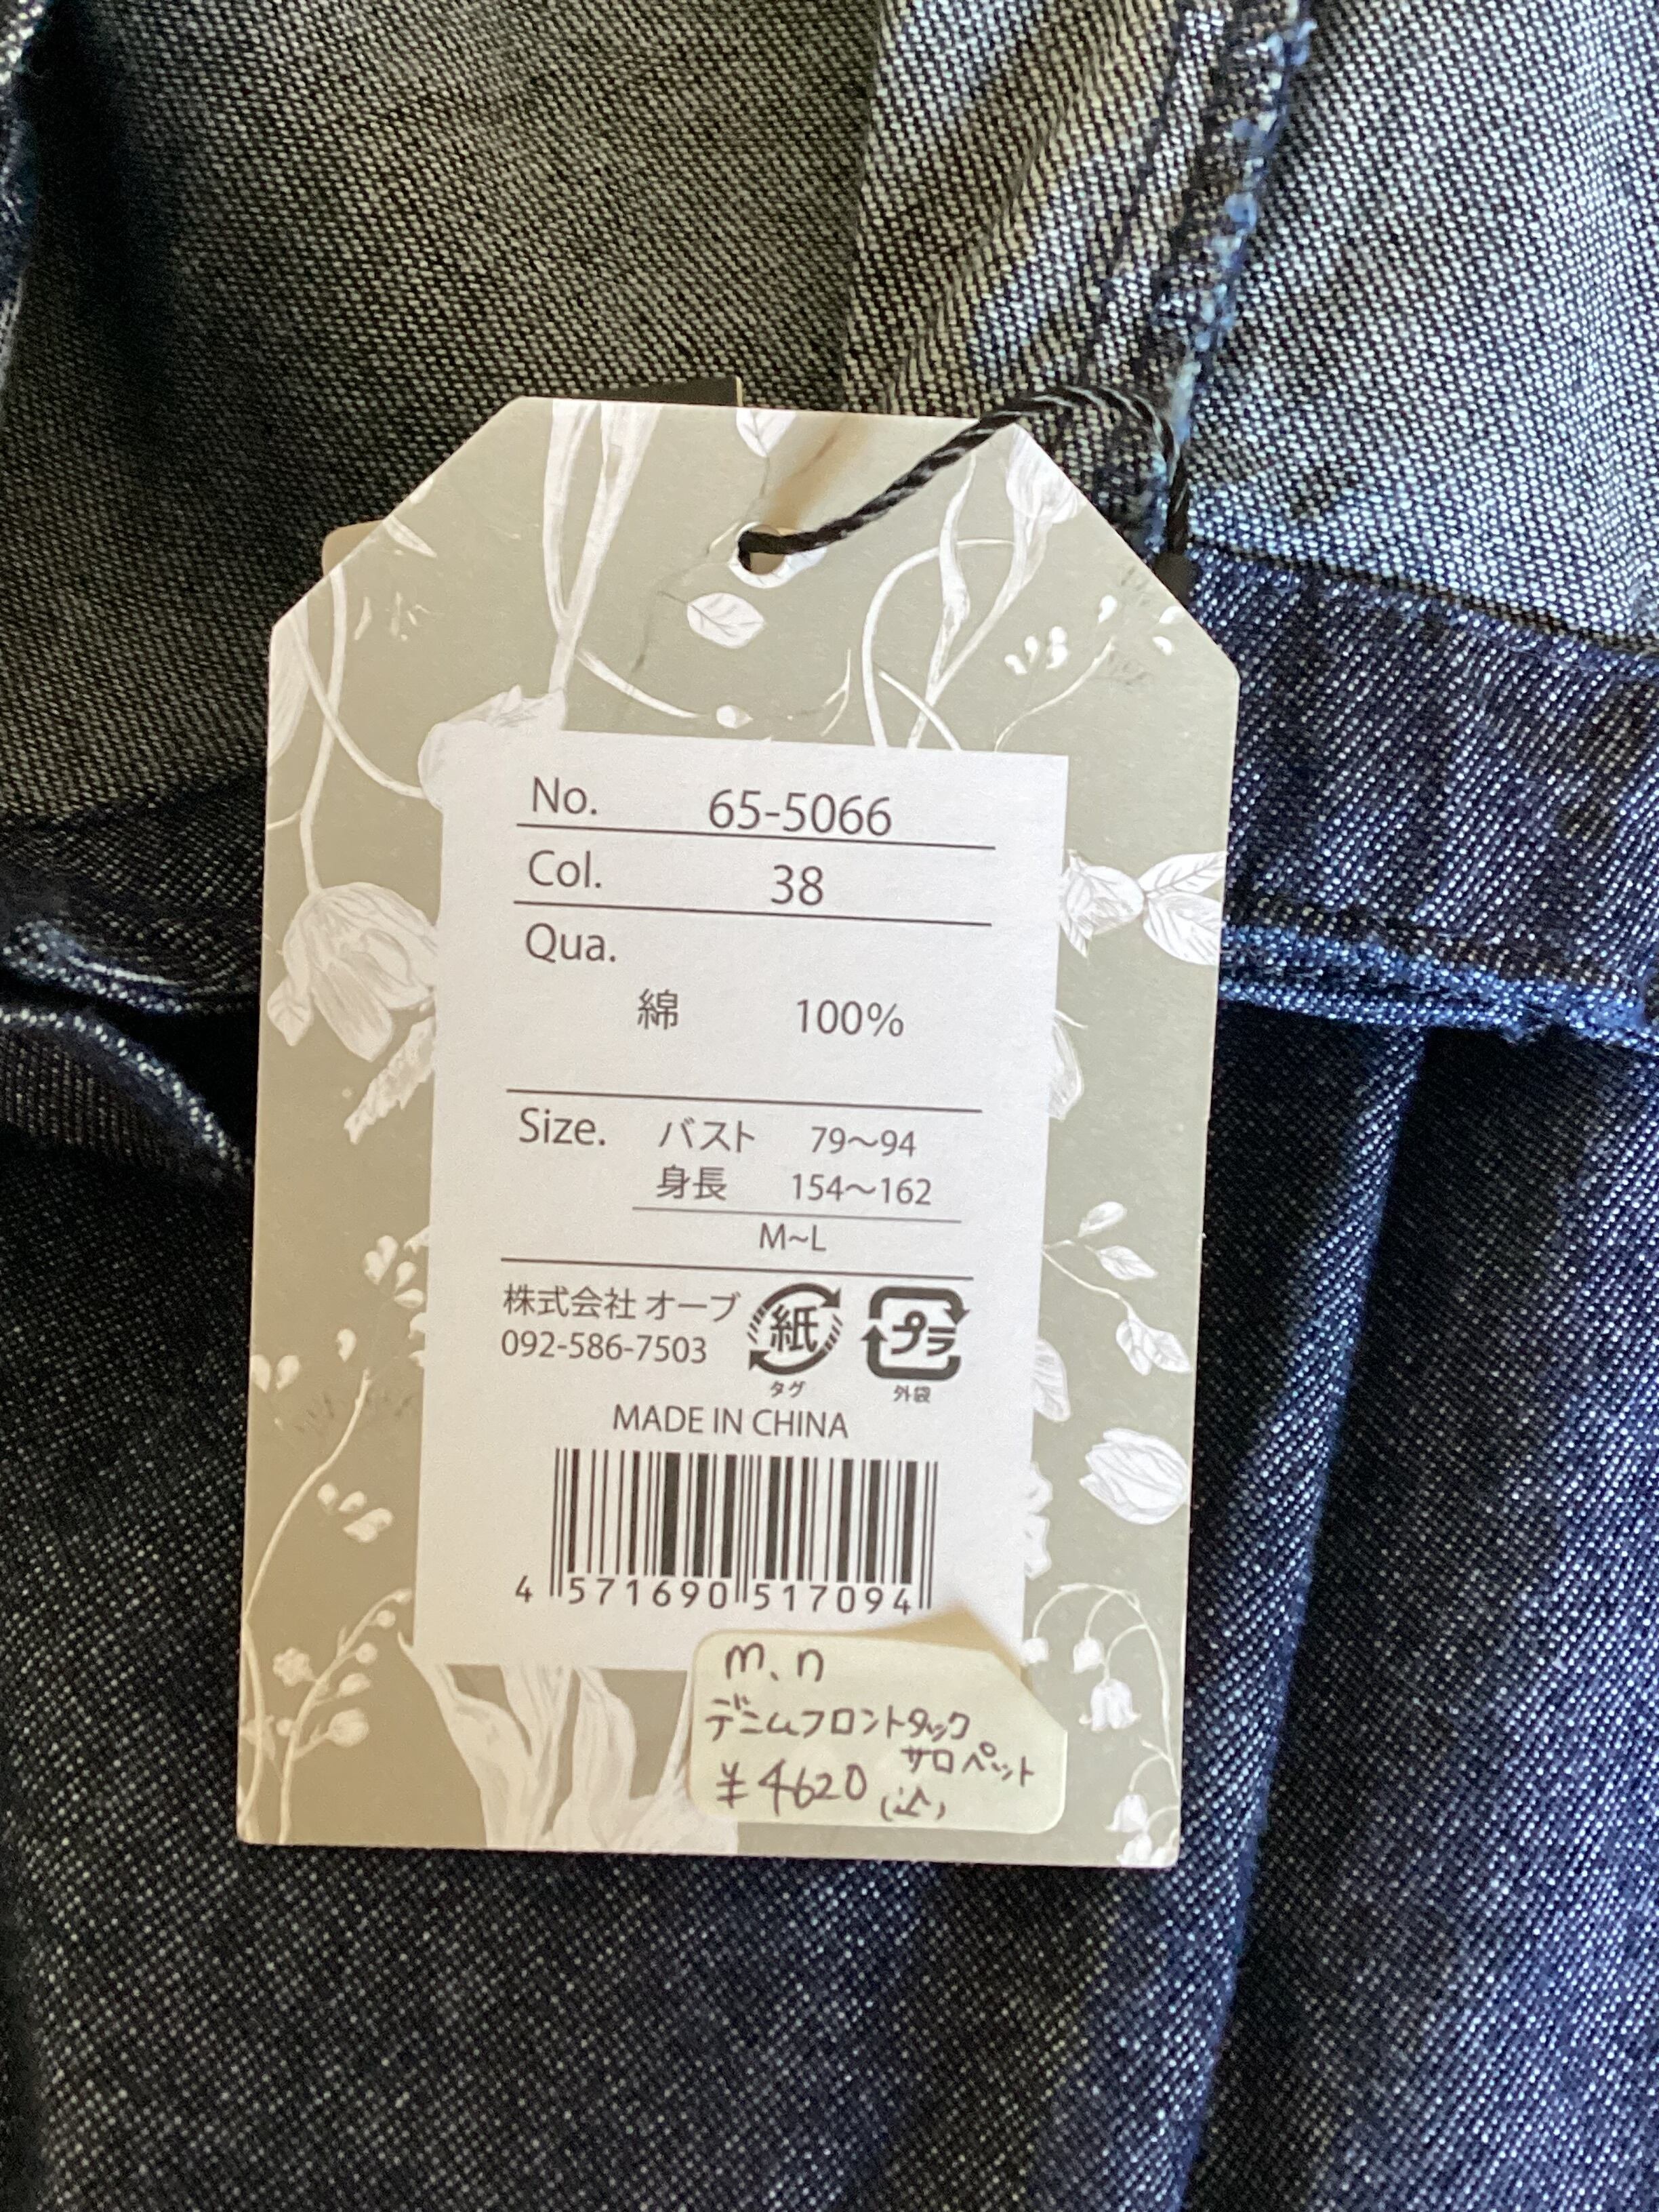 No. 65-5066
Col. 38
Qua.
綿 100%
Size. バスト 79〜94
身長 154〜162
M~L
株式会社 オーブ
092-586-7503
紙
タグ
プラ
外袋
MADE IN CHINA
4 571690 517094
m.n
デニムフロントタック
サロペット
¥4620(込)